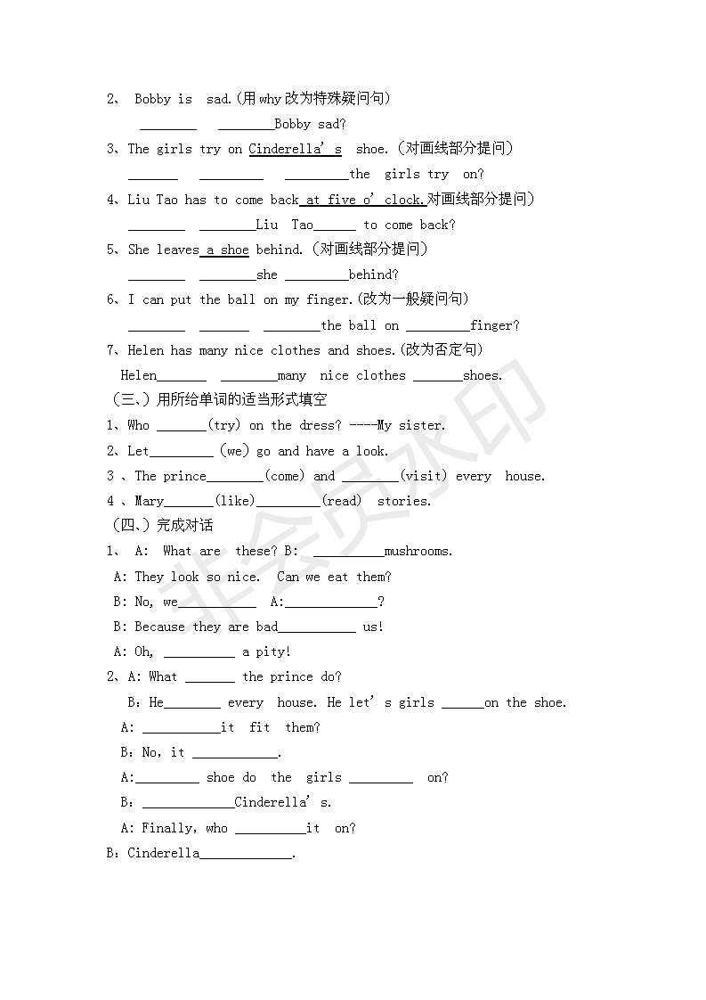 2、 Bobby is  sad.(用why改为特殊疑问句)
________   ________Bobby sad?
3、The girls try on Cinderella's  shoe.(对画线部分提问)
_______   _________   _________the  girls try  on?
4、Liu Tao has to come back at five o'clock.对画线部分提问)
________  ________Liu  Tao______ to come back?
5、She leaves a shoe behind.(对画线部分提问)
________  ________she _________behind?
6、I can put the ball on my finger.(改为一般疑问句)
________  _______  ________the ball on _________finger?
7、Helen has many nice clothes and shoes.(改为否定句)
Helen_______  ________many  nice clothes _______shoes.
(三、)用所给单词的适当形式填空
1、Who _______(try) on the dress? ----My sister.
2、Let_________(we)go and have a look.
3 、The prince________(come) and ________(visit) every  house.
4 、Mary_______(like)_________(read)  stories.
(四、)完成对话
1、 A:  What are  these? B:  __________mushrooms.
A: They look so nice.  Can we eat them?
B: No, we___________  A:_____________?
B: Because they are bad___________ us!
A: Oh, __________ a pity!
2、A: What _______ the prince do?
B：He________ every  house. He let's girls ______on the shoe.
A: ___________it  fit  them?
B：No，it ____________.
A:_________ shoe do  the  girls _________  on?
B：_____________Cinderella's.
A: Finally，who __________it  on?
B：Cinderella_____________.
非会员水印